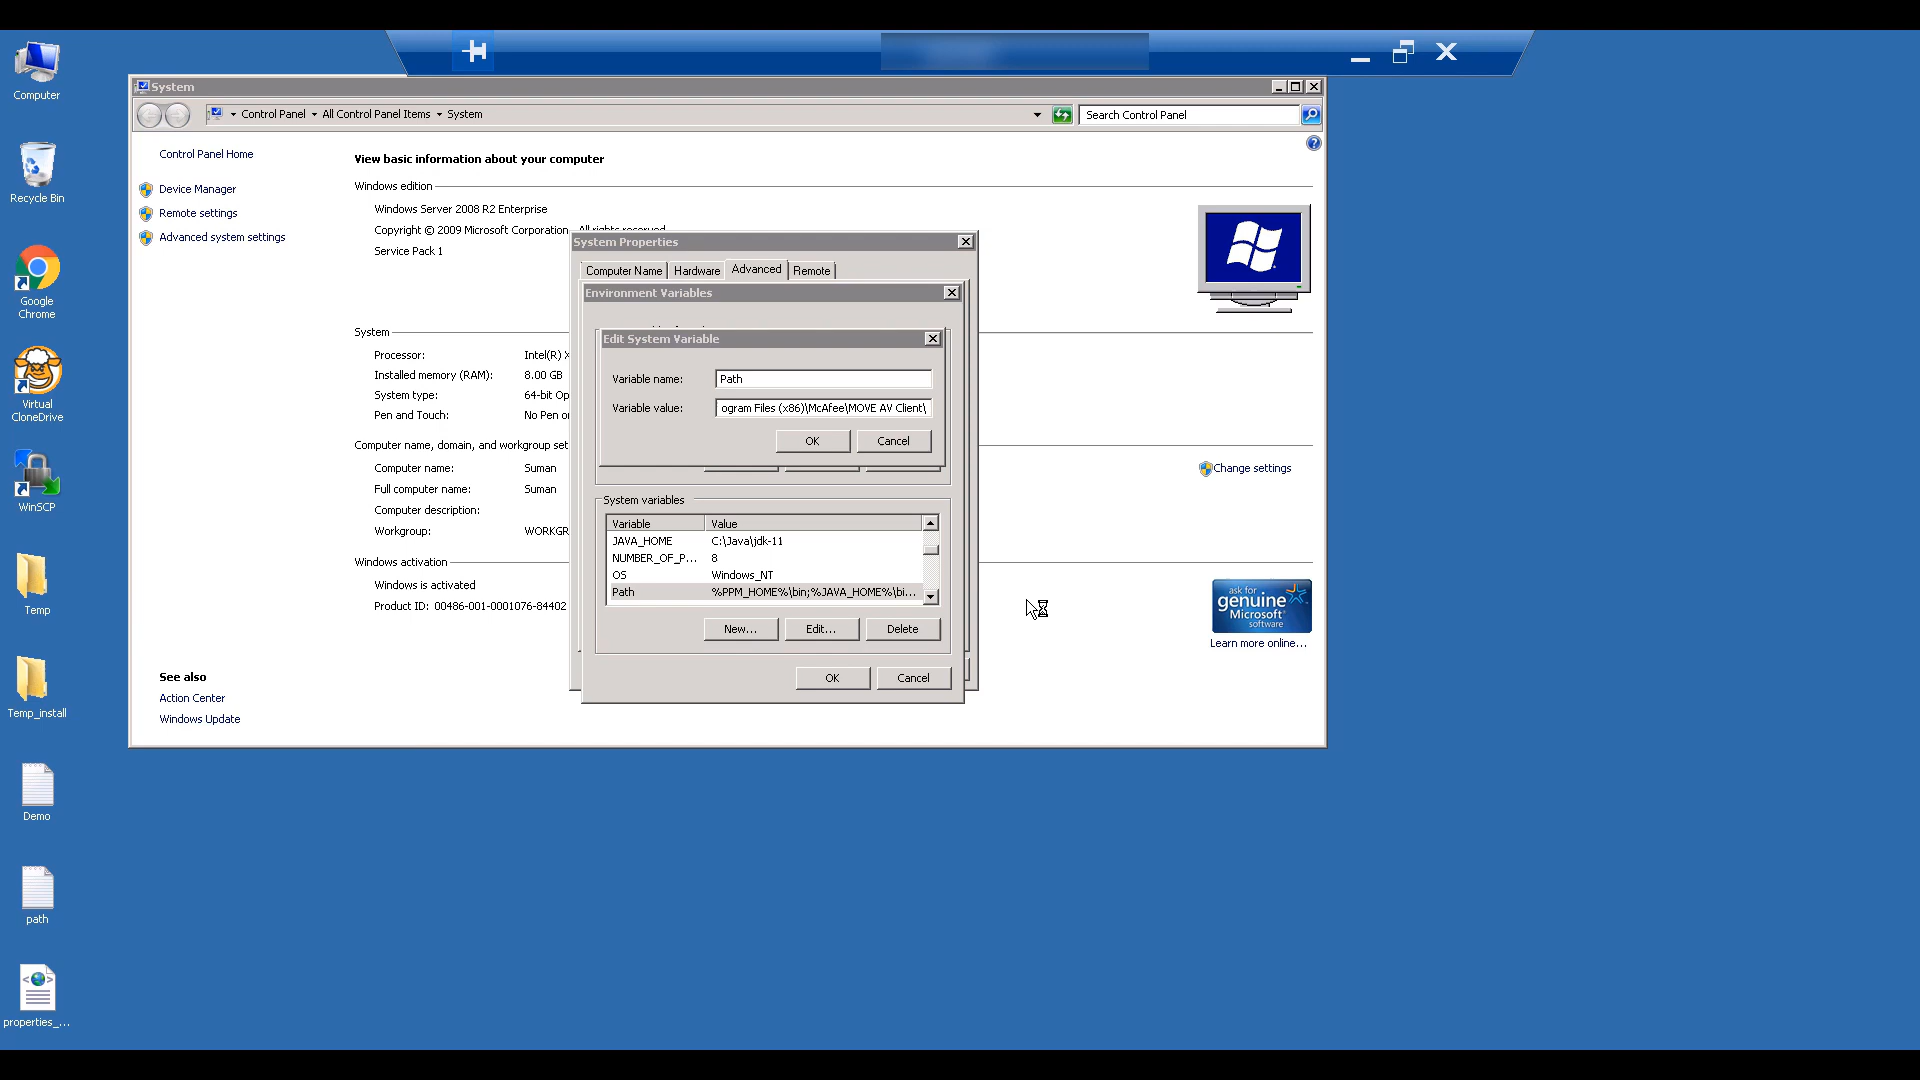 Computer
Recycle Bin
Google
Chrome
Virtual
CloneDrive
WinSCP
Temp
Temp_install
Demo
path
properties_...
System
Control Panel
All Control Panel Items
System
Search Control Panel
Control Panel Home
Device Manager
Remote settings
Advanced system settings
See also
Action Center
Windows Update
View basic information about your computer
Windows edition
Windows Server 2008 R2 Enterprise
Copyright © 2009 Microsoft Corporation. All rights reserved.
Service Pack 1
System
Processor: Intel(R) X
Installed memory (RAM): 8.00 GB
System type: 64-bit Op
Pen and Touch: No Pen or
Computer name, domain, and workgroup set
Computer name: Suman
Full computer name: Suman
Computer description:
Workgroup: WORKGR
Change settings
Windows activation
Windows is activated
Product ID: 00486-001-0001076-84402
ask for
genuine
Microsoft
software
Learn more online...
System Properties
Computer Name
Hardware
Advanced
Remote
Environment Variables
Edit System Variable
Variable name: Path
Variable value: ogram Files (x86)\McAfee\MOVE AV Client\
OK
Cancel
System variables
Variable Value
JAVA_HOME C:\Java\jdk-11
NUMBER_OF_P... 8
OS Windows_NT
Path %PPM_HOME%\bin;%JAVA_HOME%\bi...
New...
Edit...
Delete
OK
Cancel